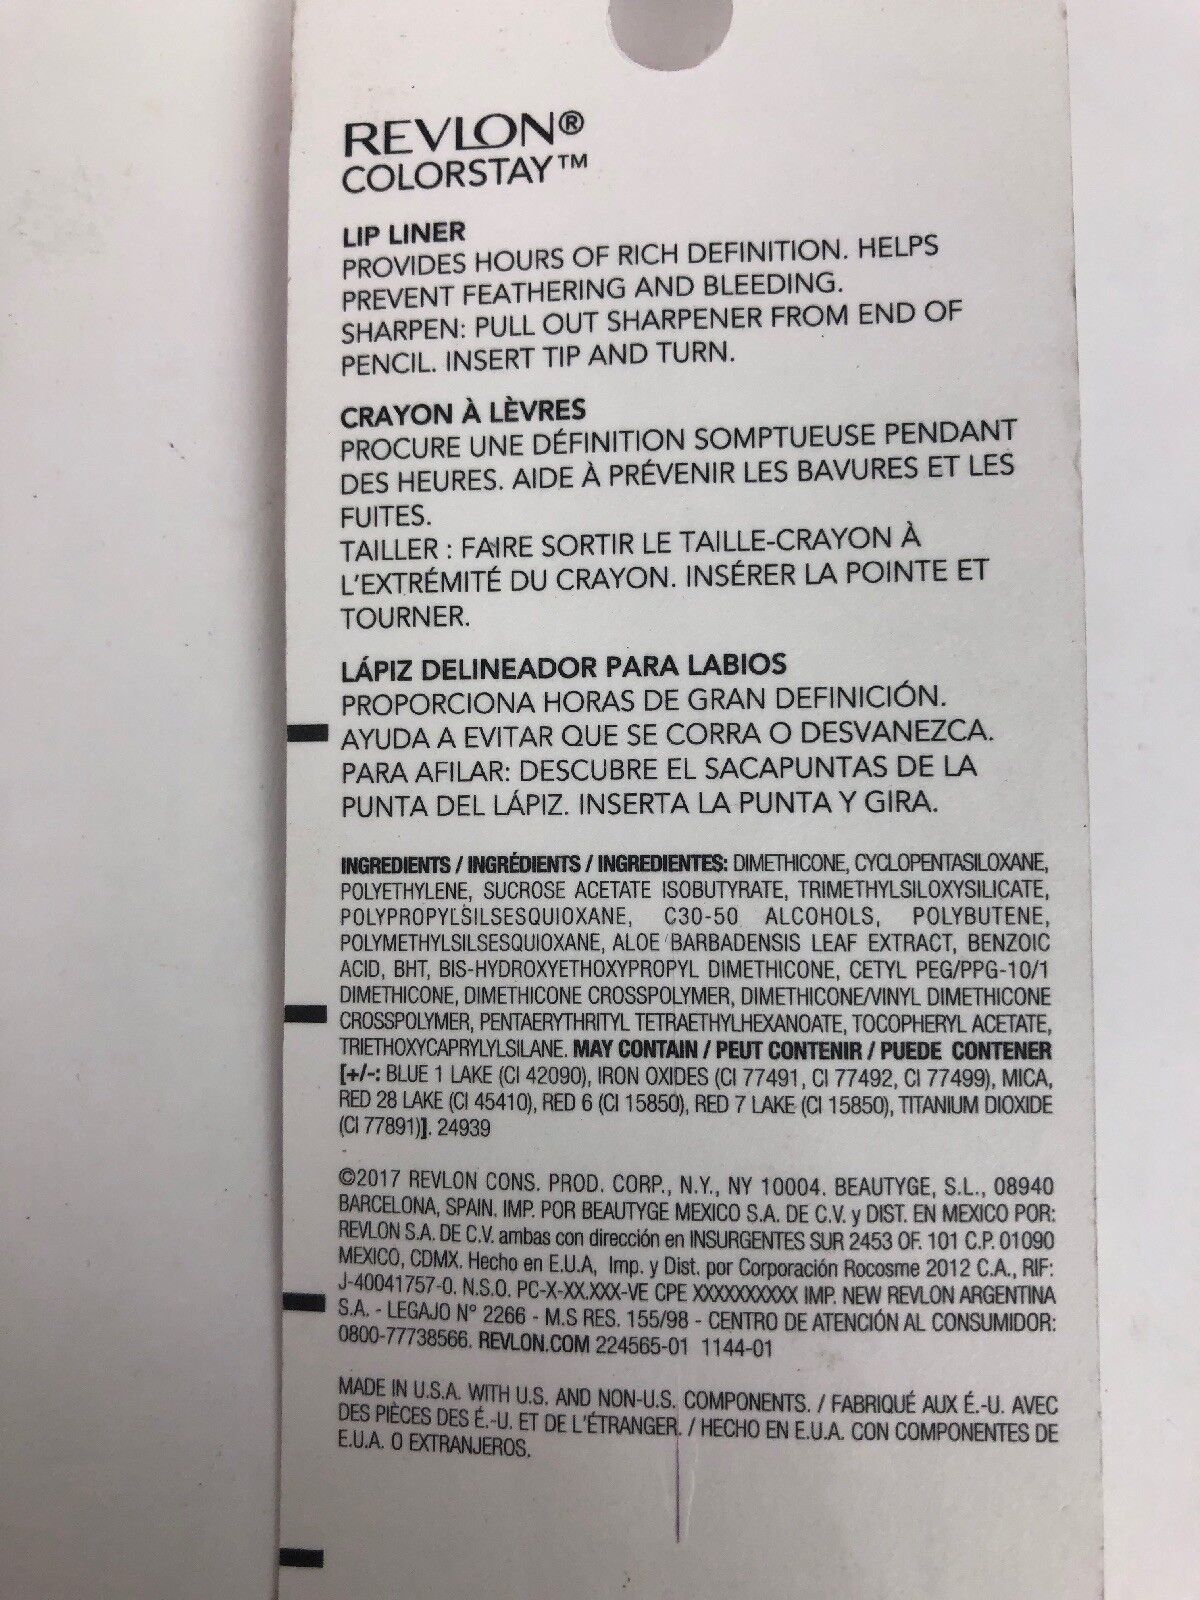 REVLON®
COLORSTAY™
LIP LINER
PROVIDES HOURS OF RICH DEFINITION. HELPS
PREVENT FEATHERING AND BLEEDING.
SHARPEN: PULL OUT SHARPENER FROM END OF
PENCIL. INSERT TIP AND TURN.
CRAYON À LÈVRES
PROCURE UNE DÉFINITION SOMPTUEUSE PENDANT
DES HEURES. AIDE À PRÉVENIR LES BAVURES ET LES
FUITES.
TAILLER : FAIRE SORTIR LE TAILLE-CRAYON À
L'EXTRÉMITÉ DU CRAYON. INSÉRER LA POINTE ET
TOURNER.
LÁPIZ DELINEADOR PARA LABIOS
PROPORCIONA HORAS DE GRAN DEFINICIÓN.
AYUDA A EVITAR QUE SE CORRA O DESVANEZCA.
PARA AFILAR: DESCUBRE EL SACAPUNTAS DE LA
PUNTA DEL LÁPIZ. INSERTA LA PUNTA Y GIRA.
INGREDIENTS / INGRÉDIENTS / INGREDIENTES: DIMETHICONE, CYCLOPENTASILOXANE,
POLYETHYLENE, SUCROSE ACETATE ISOBUTYRATE, TRIMETHYLSILOXYSILICATE,
POLYPROPYLSILSESQUIOXANE, C30-50 ALCOHOLS, POLYBUTENE,
POLYMETHYLSILSESQUIOXANE, ALOE BARBADENSIS LEAF EXTRACT, BENZOIC
ACID, BHT, BIS-HYDROXYETHOXYPROPYL DIMETHICONE, CETYL PEG/PPG-10/1
DIMETHICONE, DIMETHICONE CROSSPOLYMER, DIMETHICONE/VINYL DIMETHICONE
CROSSPOLYMER, PENTAERYTHRITYL TETRAETHYLHEXANOATE, TOCOPHERYL ACETATE,
TRIETHOXYCAPRYLYLSILANE. MAY CONTAIN / PEUT CONTENIR / PUEDE CONTENER
[+/-: BLUE 1 LAKE (CI 42090), IRON OXIDES (CI 77491, CI 77492, CI 77499), MICA,
RED 28 LAKE (CI 45410), RED 6 (CI 15850), RED 7 LAKE (CI 15850), TITANIUM DIOXIDE
(CI 77891)]. 24939
©2017 REVLON CONS. PROD. CORP., N.Y., NY 10004. BEAUTYGE, S.L., 08940
BARCELONA, SPAIN. IMP. POR BEAUTYGE MEXICO S.A. DE C.V. y DIST. EN MEXICO POR:
REVLON S.A. DE C.V. ambas con dirección en INSURGENTES SUR 2453 OF. 101 C.P. 01090
MEXICO, CDMX. Hecho en E.U.A, Imp. y Dist. por Corporación Rocosme 2012 C.A., RIF:
J-40041757-0. N.S.O. PC-X-XX.XXX-VE CPE XXXXXXXXXX IMP. NEW REVLON ARGENTINA
S.A. - LEGAJO N° 2266 - M.S RES. 155/98 - CENTRO DE ATENCIÓN AL CONSUMIDOR:
0800-77738566. REVLON.COM 224565-01 1144-01
MADE IN U.S.A. WITH U.S. AND NON-U.S. COMPONENTS. / FABRIQUÉ AUX É.-U. AVEC
DES PIÈCES DES É.-U. ET DE L'ÉTRANGER. / HECHO EN E.U.A. CON COMPONENTES DE
E.U.A. O EXTRANJEROS.